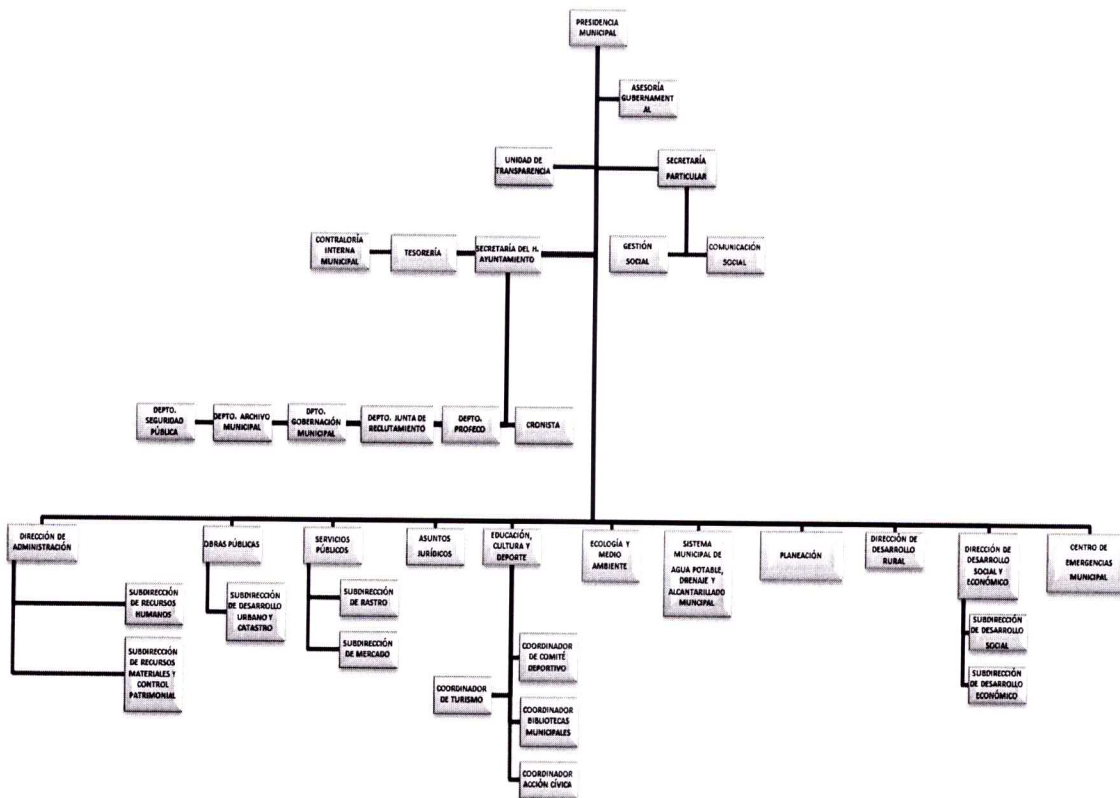 PRESIDENCIA
MUNICIPAL
ASESORÍA
GUBERNAMENT
AL
UNIDAD DE
TRANSPARENCIA
SECRETARÍA
PARTICULAR
CONTRALORÍA
INTERNA
MUNICIPAL
TESORERÍA
SECRETARÍA DEL H.
AYUNTAMIENTO
GESTIÓN
SOCIAL
COMUNICACIÓN
SOCIAL
DEPTO.
SEGURIDAD
PÚBLICA
DEPTO. ARCHIVO
MUNICIPAL
DPTO.
GOBERNACIÓN
MUNICIPAL
DEPTO. JUNTA DE
RECLUTAMIENTO
DEPTO.
PROFECO
CRONISTA
DIRECCIÓN DE
ADMINISTRACIÓN
OBRAS PÚBLICAS
SERVICIOS
PÚBLICOS
ASUNTOS
JURÍDICOS
EDUCACIÓN,
CULTURA Y
DEPORTE
ECOLOGÍA Y
MEDIO
AMBIENTE
SISTEMA
MUNICIPAL DE
AGUA POTABLE,
DRENAJE Y
ALCANTARILLADO
MUNCIPAL
PLANEACIÓN
DIRECCIÓN DE
DESARROLLO
RURAL
DIRECCIÓN DE
DESARROLLO
SOCIAL Y
ECONÓMICO
CENTRO DE
EMERGENCIAS
MUNICIPAL
SUBDIRECCIÓN
DE RECURSOS
HUMANOS
SUBDIRECCIÓN
DE RECURSOS
MATERIALES Y
CONTROL
PATRIMONIAL
SUBDIRECCIÓN
DE DESARROLLO
URBANO Y
CATASTRO
SUBDIRECCIÓN
DE RASTRO
SUBDIRECCIÓN
DE MERCADO
COORDINADOR
DE TURISMO
COORDINADOR
DE COMITÉ
DEPORTIVO
COORDINADOR
BIBLIOTECAS
MUNICIPALES
COORDINADOR
ACCIÓN CÍVICA
SUBDIRECCIÓN
DE DESARROLLO
SOCIAL
SUBDIRECCIÓN
DE DESARROLLO
ECONÓMICO